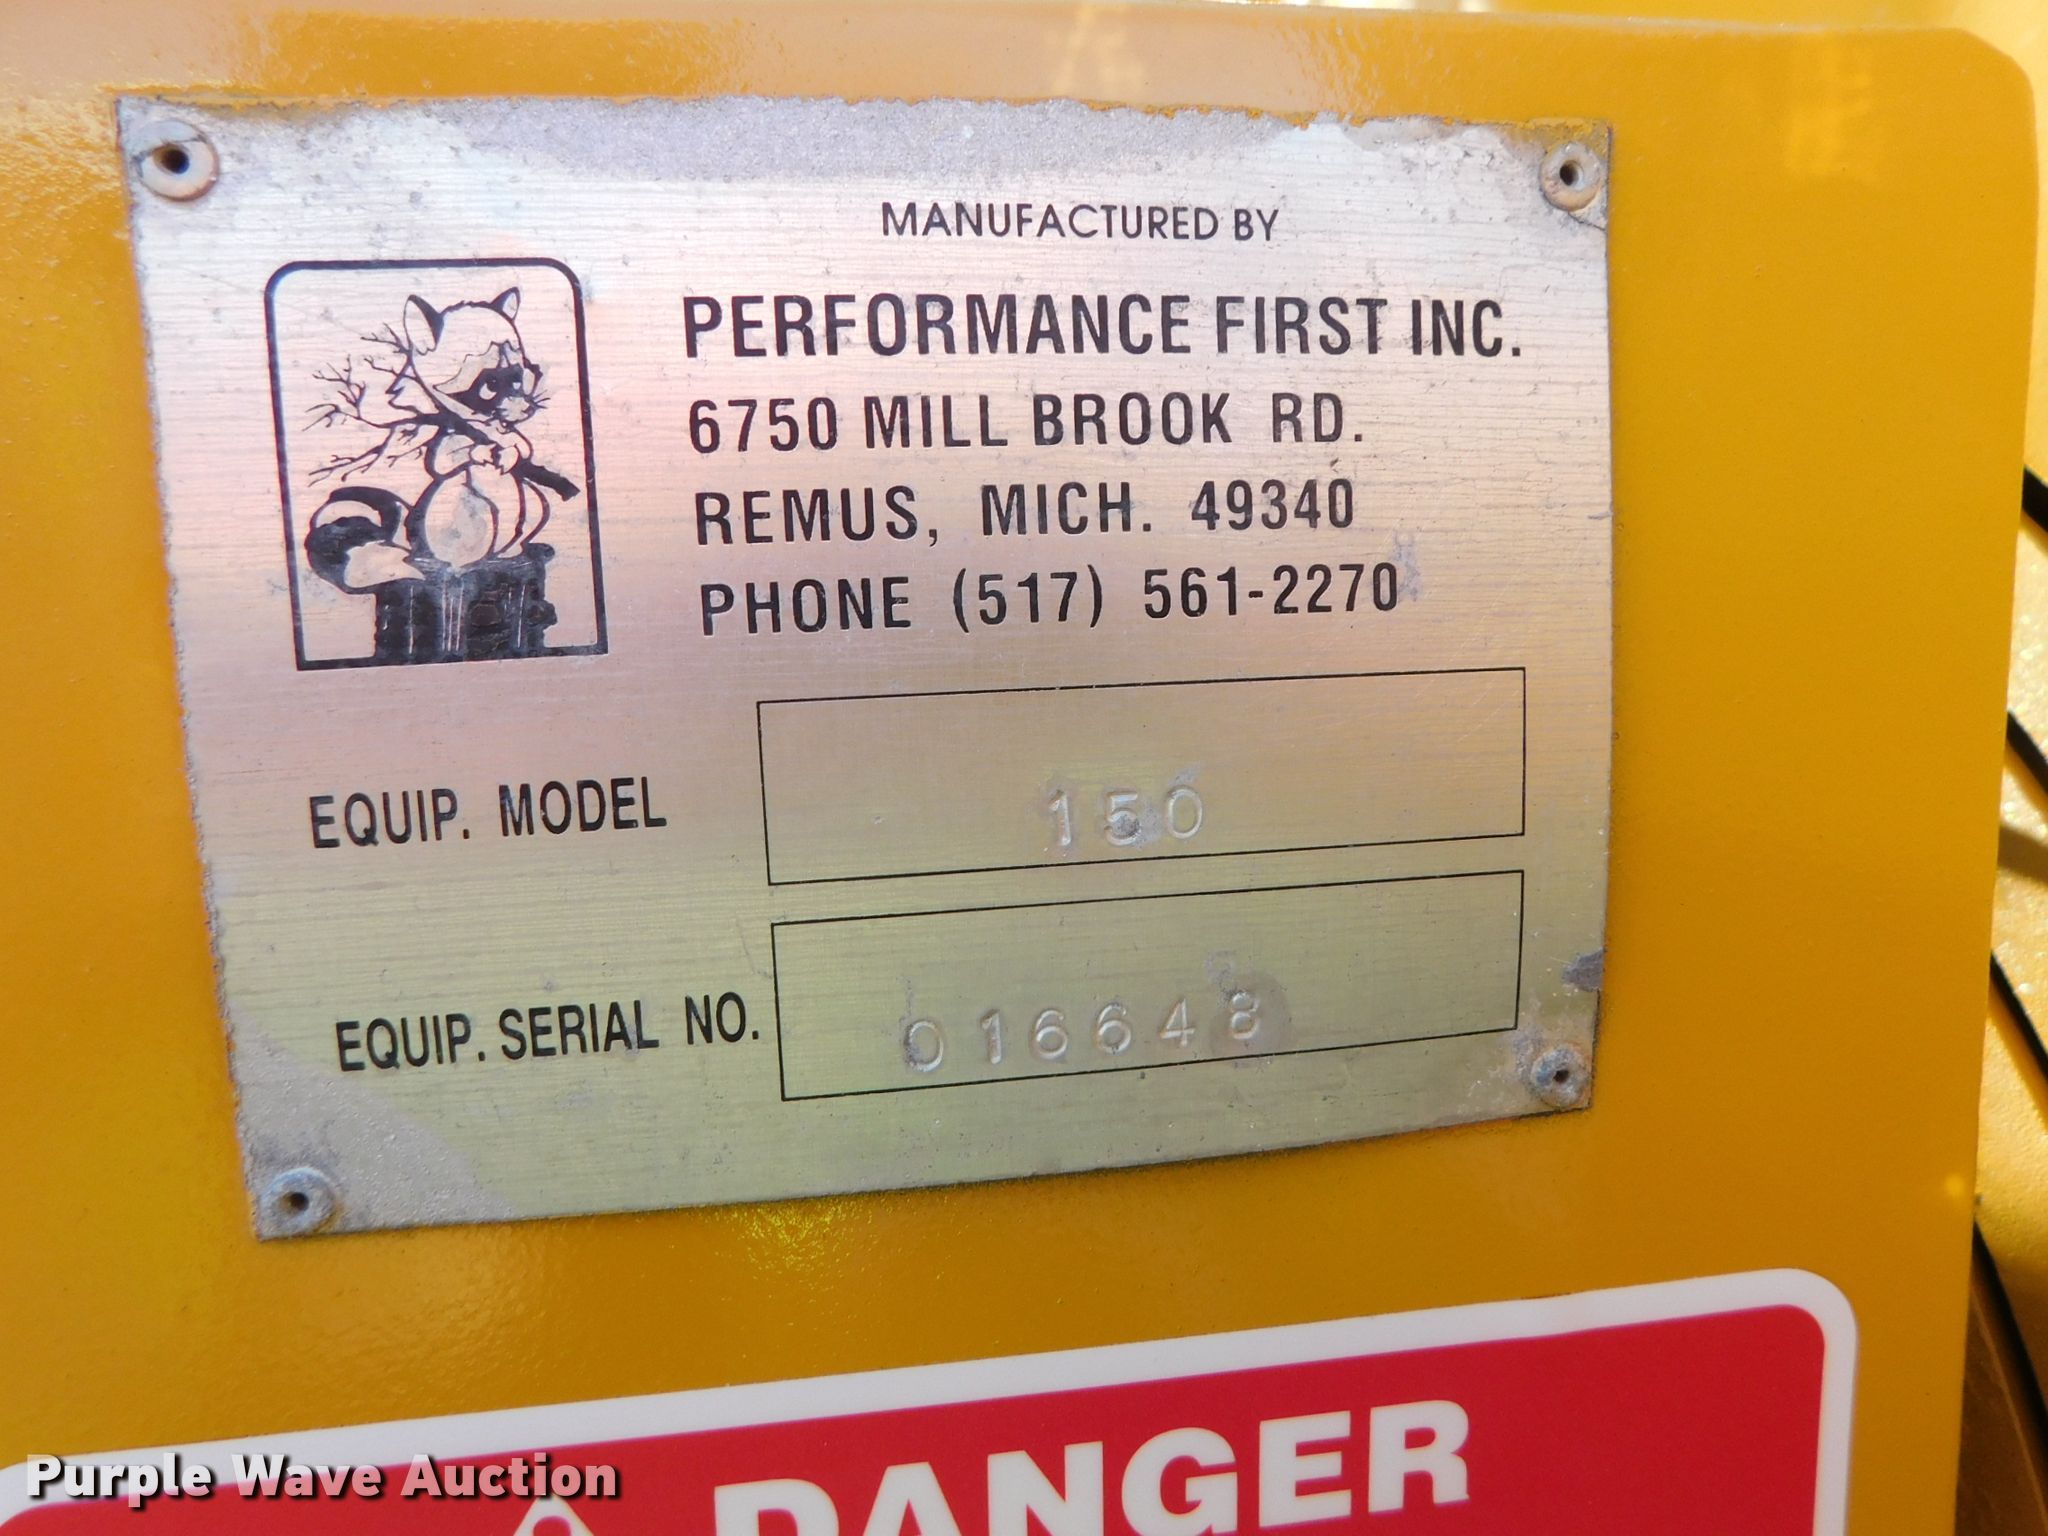 MANUFACTURED BY
PERFORMANCE FIRST INC.
6750 MILL BROOK RD.
REMUS, MICH. 49340
PHONE (517) 561-2270
EQUIP. MODEL 150
EQUIP. SERIAL NO. 016648
DANGER
Purple Wave Auction